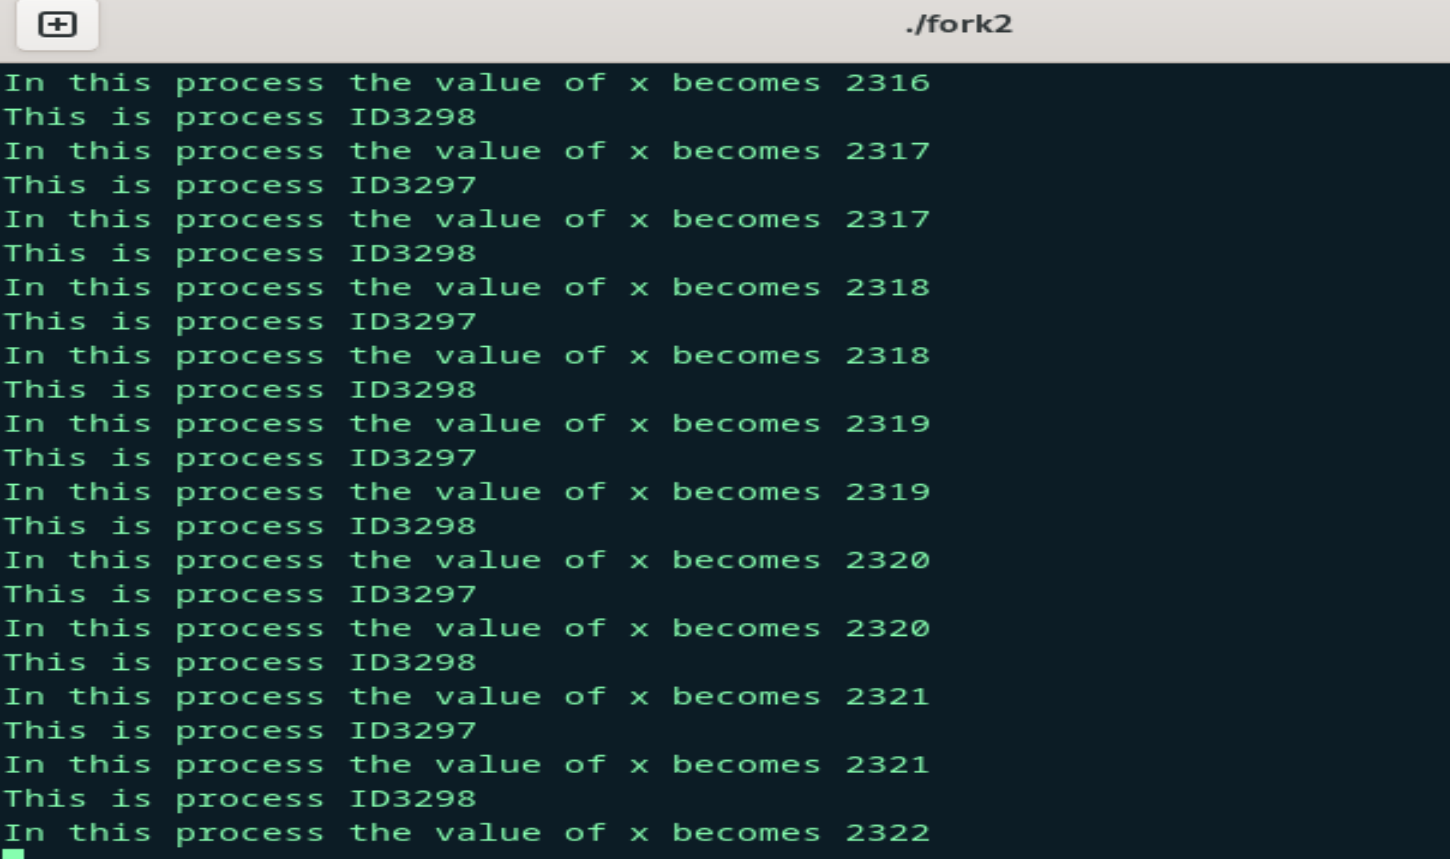 ./fork2
In this process the value of x becomes 2316
This is process ID3298
In this process the value of x becomes 2317
This is process ID3297
In this process the value of x becomes 2317
This is process ID3298
In this process the value of x becomes 2318
This is process ID3297
In this process the value of x becomes 2318
This is process ID3298
In this process the value of x becomes 2319
This is process ID3297
In this process the value of x becomes 2319
This is process ID3298
In this process the value of x becomes 2320
This is process ID3297
In this process the value of x becomes 2320
This is process ID3298
In this process the value of x becomes 2321
This is process ID3297
In this process the value of x becomes 2321
This is process ID3298
In this process the value of x becomes 2322